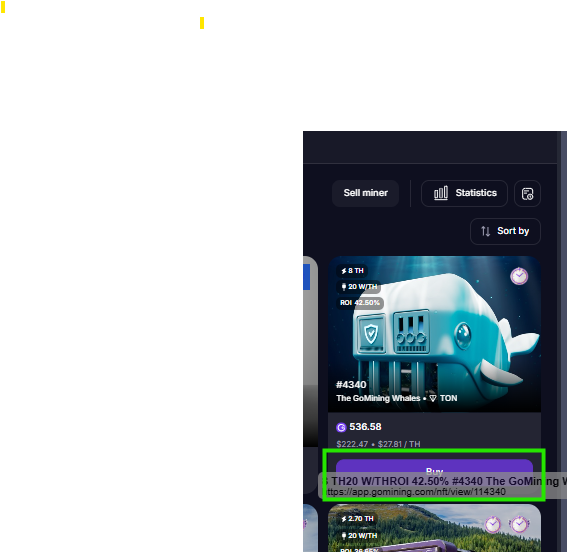 Sell miner
Statistics
Sort by
8 TH
20 W/TH
ROI 42.50%
#4340
The GoMining Whales • TON
536.58
$222.47 • $27.81 / TH
Buy
TH20 W/THROI 42.50% #4340 The GoMining W
https://app.gomining.com/nft/view/114340
2.70 TH
20 W/TH